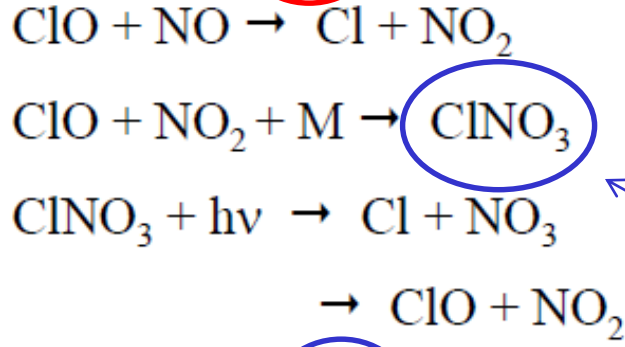 ClO + NO → Cl + NO₂
ClO + NO₂ + M → ClNO₃
ClNO₃ + hν → Cl + NO₃
→ ClO + NO₂